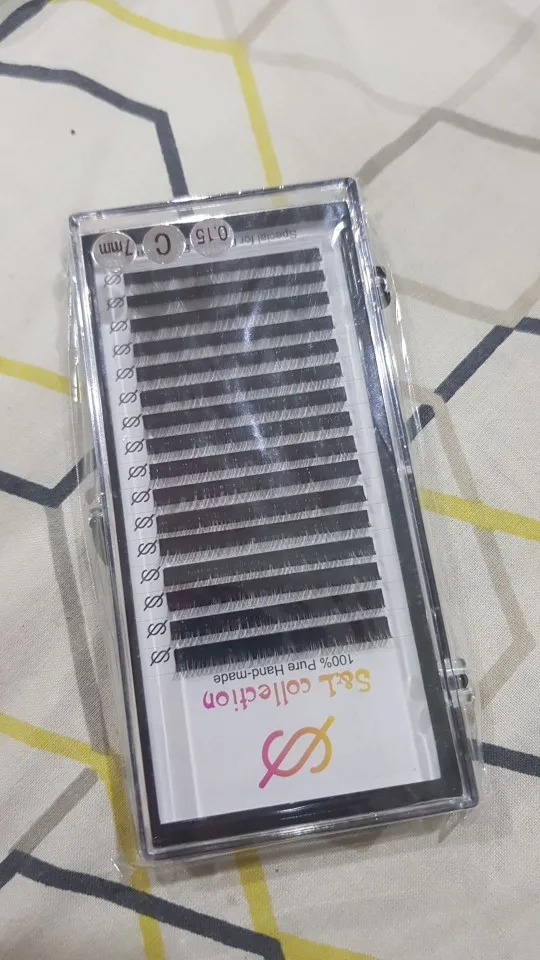 S&L collection
100% Pure Hand-made
Special for
0.15
C
7mm